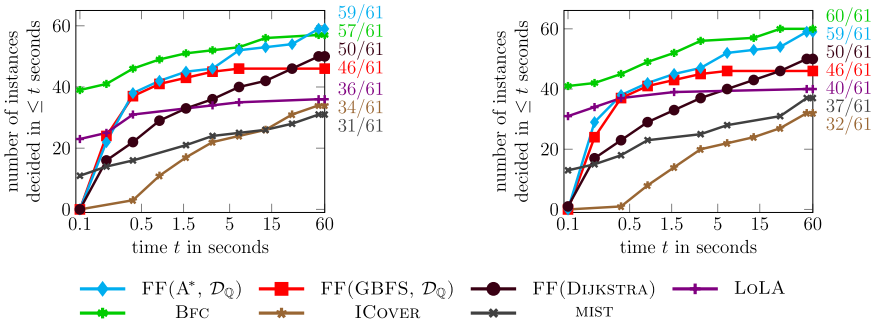 number of instances
decided in ≤ t seconds
60
40
20
0
0.1 0.5 1.5 5 15 60
time t in seconds
59/61
57/61
50/61
46/61
36/61
34/61
31/61
number of instances
decided in ≤ t seconds
60
40
20
0
0.1 0.5 1.5 5 15 60
time t in seconds
60/61
59/61
50/61
46/61
40/61
37/61
32/61
FF(A*, 𝒟ℚ) FF(GBFS, 𝒟ℚ) FF(DIJKSTRA) LOLA
BFC ICOVER MIST